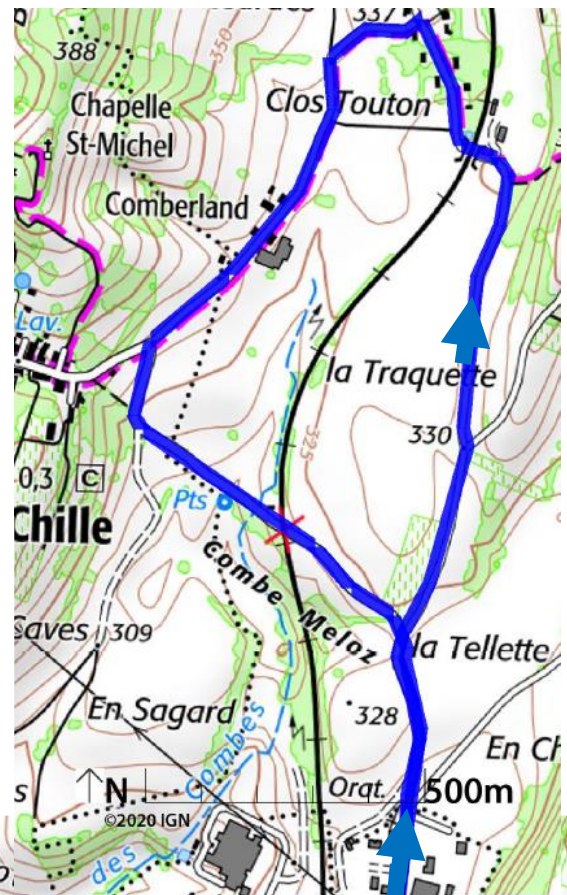 337
350
388
Chapelle
St-Michel
Clos Touton
Comberland
Lav.
la Traquette
330
325
0,3 C
Pts
Chille
Combe Meloz
Caves 309
la Tellette
328
En Sagard
En Ch
Combes
des
s
N
Orat.
500m
©2020 IGN